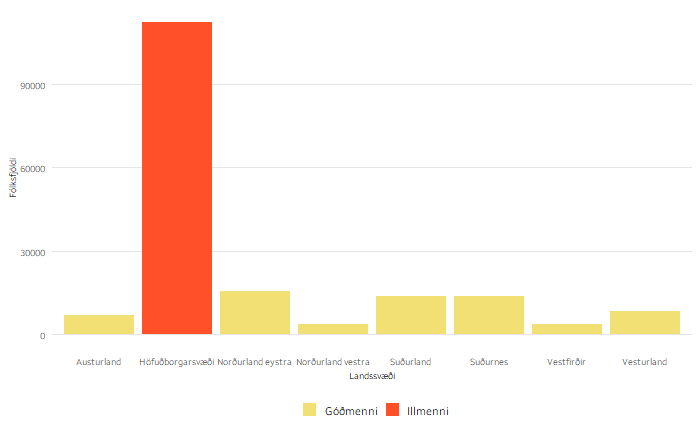 90000
60000
30000
0
Fólksfjöldi
Austurland Höfuðborgarsvæði Norðurland eystra Norðurland vestra Suðurland Suðurnes Vestfirðir Vesturland
Landssvæði
Góðmenni Illmenni